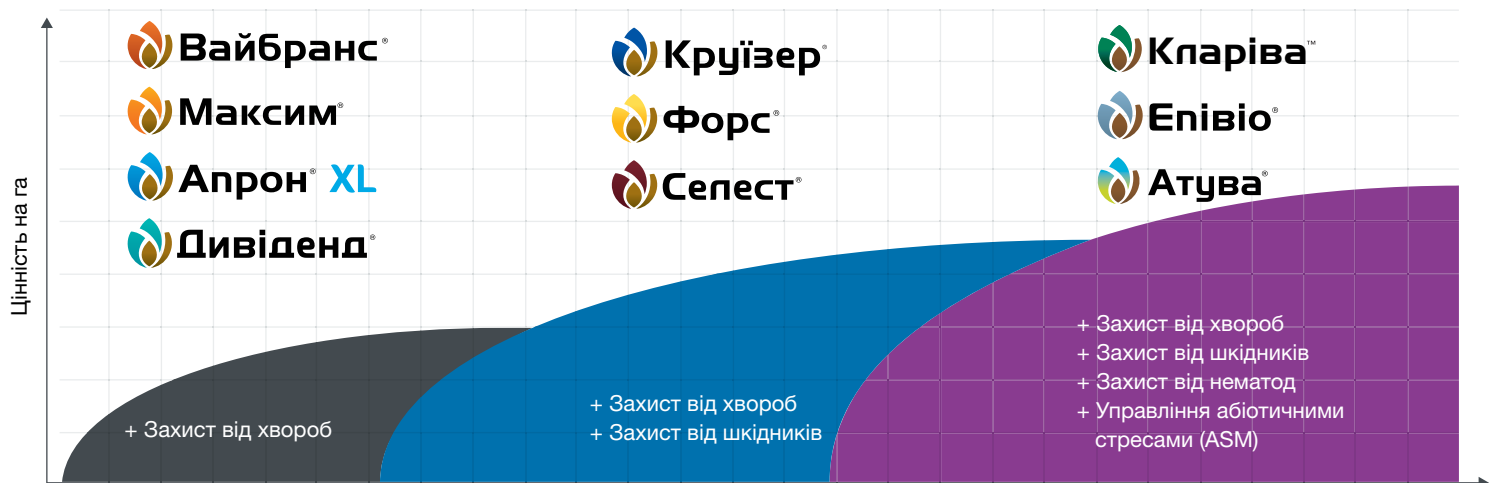 Цінність на га
Вайбранс®
Максим®
Апрон® XL
Дивіденд®
+ Захист від хвороб
Круїзер®
Форс®
Селест®
+ Захист від хвороб
+ Захист від шкідників
Кларіва™
Епівіо®
Атува®
+ Захист від хвороб
+ Захист від шкідників
+ Захист від нематод
+ Управління абіотичними
стресами (ASM)